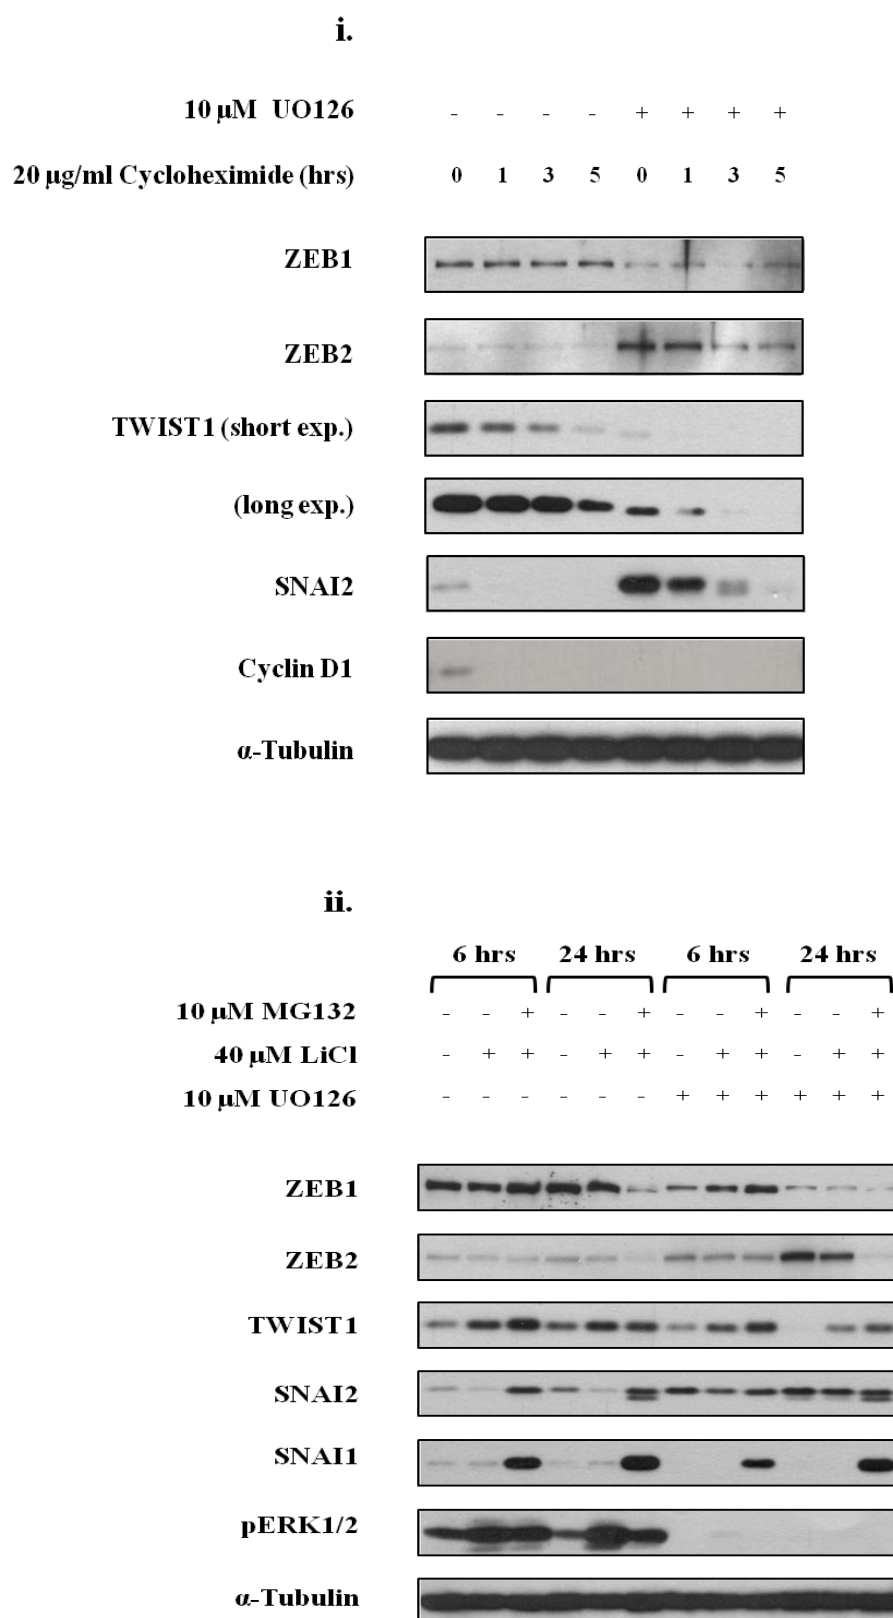 i.
10 µM UO126 - - - - + + + +
20 µg/ml Cycloheximide (hrs) 0 1 3 5 0 1 3 5
ZEB1
ZEB2
TWIST1 (short exp.)
(long exp.)
SNAI2
Cyclin D1
α-Tubulin
ii.
6 hrs 24 hrs 6 hrs 24 hrs
10 µM MG132 - - + - - + - - + - - +
40 µM LiCl - + + - + + - + + - + +
10 µM UO126 - - - - - - + + + + + +
ZEB1
ZEB2
TWIST1
SNAI2
SNAI1
pERK1/2
α-Tubulin